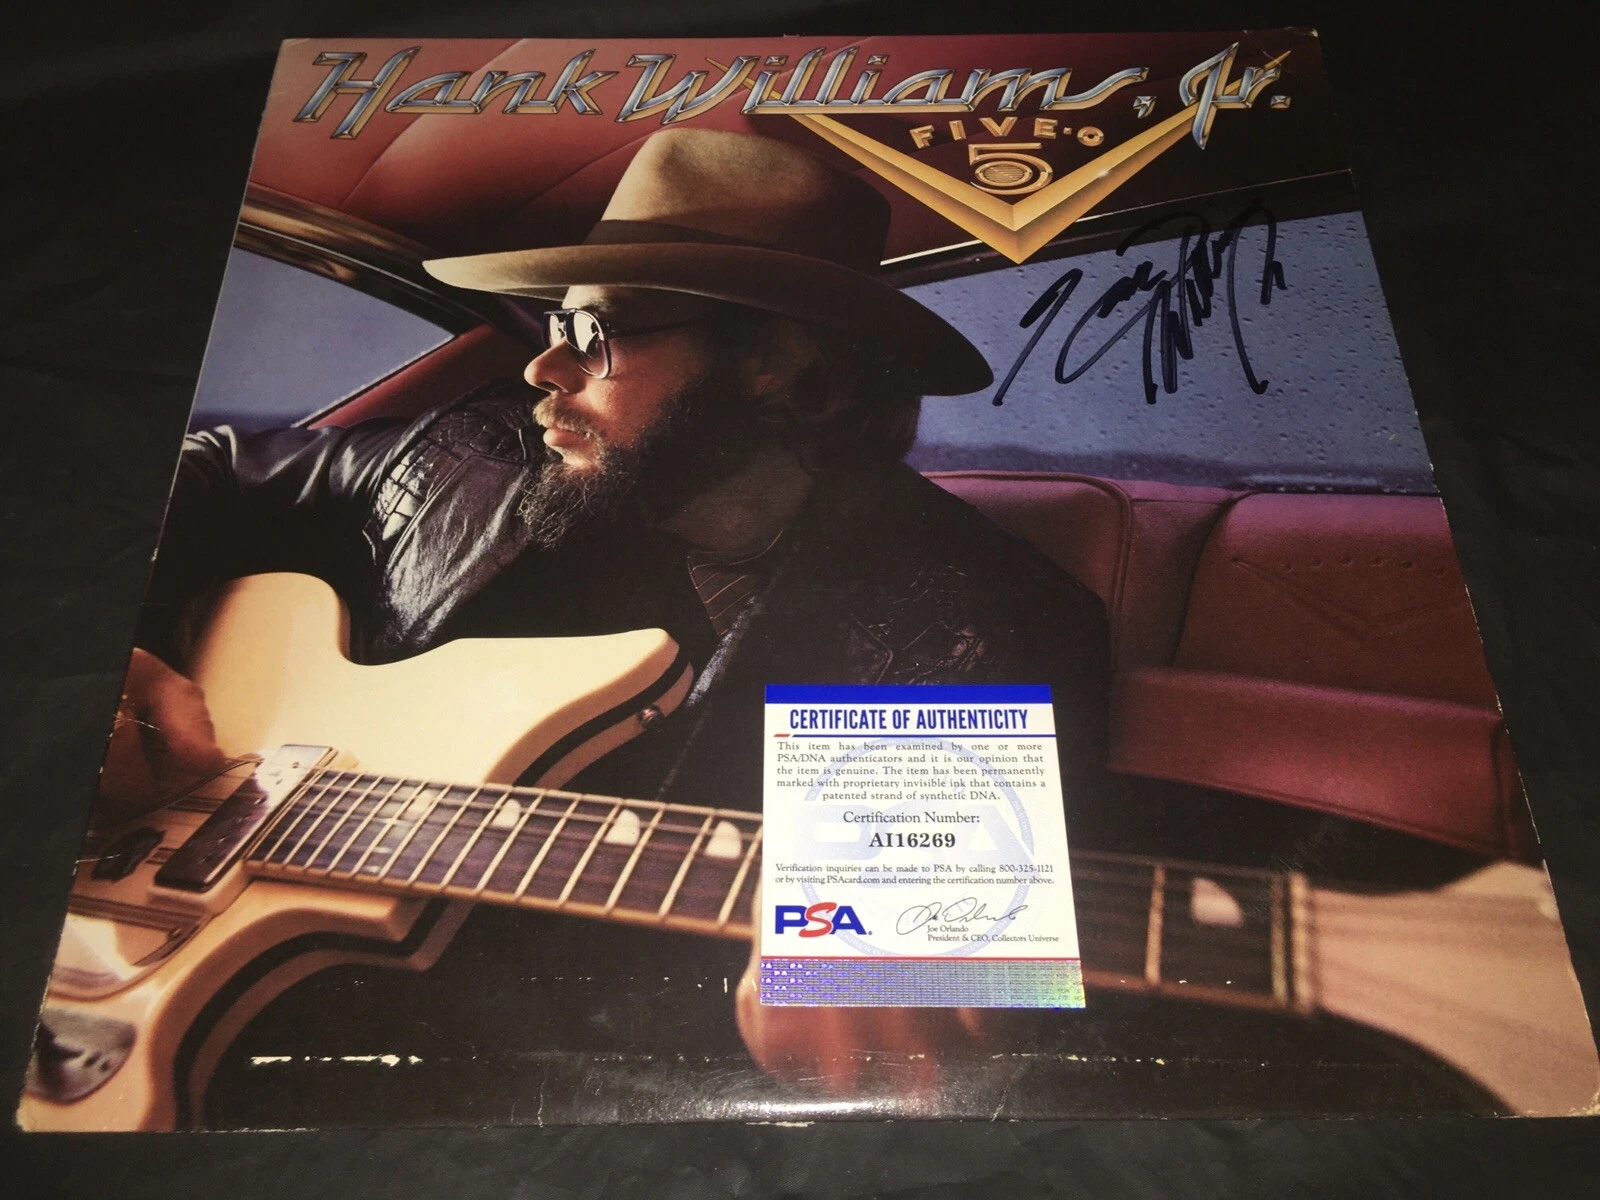 Hank Williams, Jr.
FIVE-O
5
CERTIFICATE OF AUTHENTICITY
This item has been examined by one or more
PSA/DNA authenticators and it is our opinion that
the item is genuine. The item has been permanently
marked with proprietary invisible ink that contains a
patented strand of synthetic DNA.
Certification Number:
AI16269
Verification inquiries can be made to PSA by calling 800-325-1121
or by visiting PSAcard.com and entering the certification number above.
PSA
Joe Orlando
President & CEO, Collectors Universe